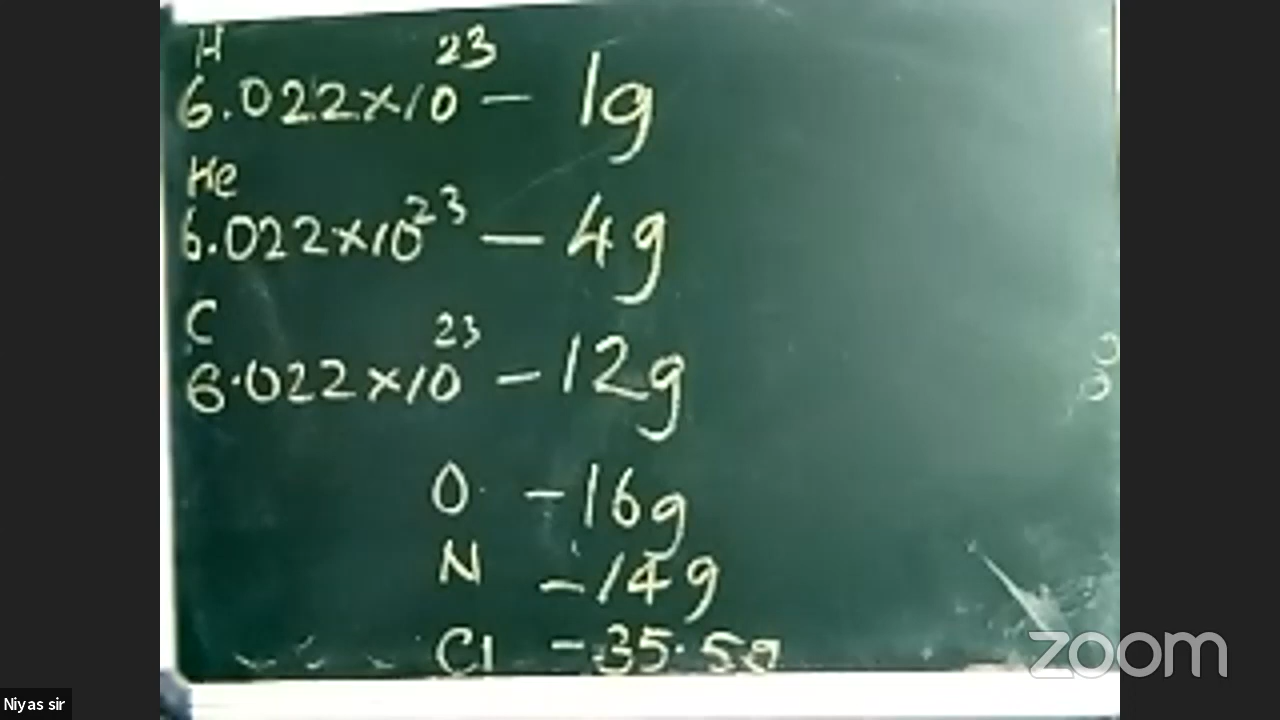 H
6.022×10²³ – 1g
He
6.022×10²³ – 4g
C
6.022×10²³ – 12g
O – 16g
N – 14g
Cl – 35.5g
zoom
Niyas sir